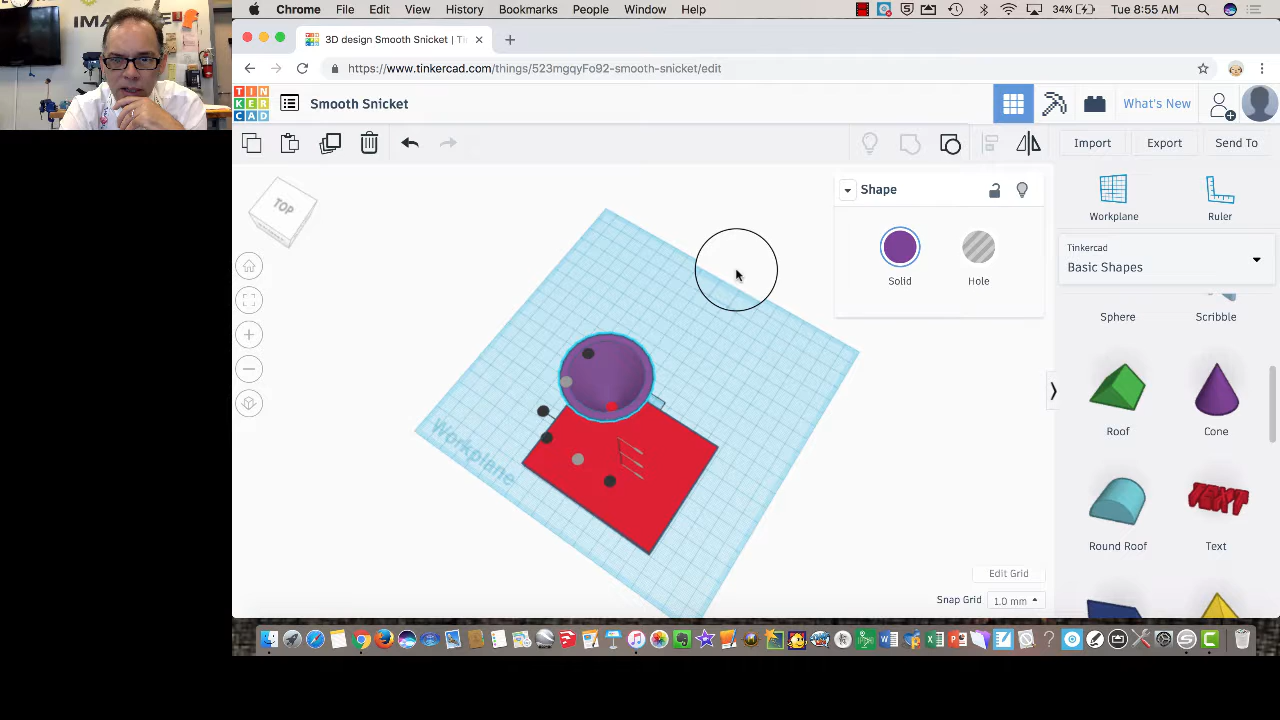 Chrome File Edit View History Bookmarks People Window Help 34% Tue 8:55 AM
IMA
3D design Smooth Snicket | Ti
https://www.tinkercad.com/things/523mgqyFo92-smooth-snicket/edit
TIN
KER
CAD
Smooth Snicket
What's New
Import Export Send To
TOP
Shape
Solid Hole
Workplane Ruler
Tinkercad
Basic Shapes
Sphere Scribble
Roof Cone
Workplane
TEXT
Round Roof Text
Edit Grid
Snap Grid 1.0 mm